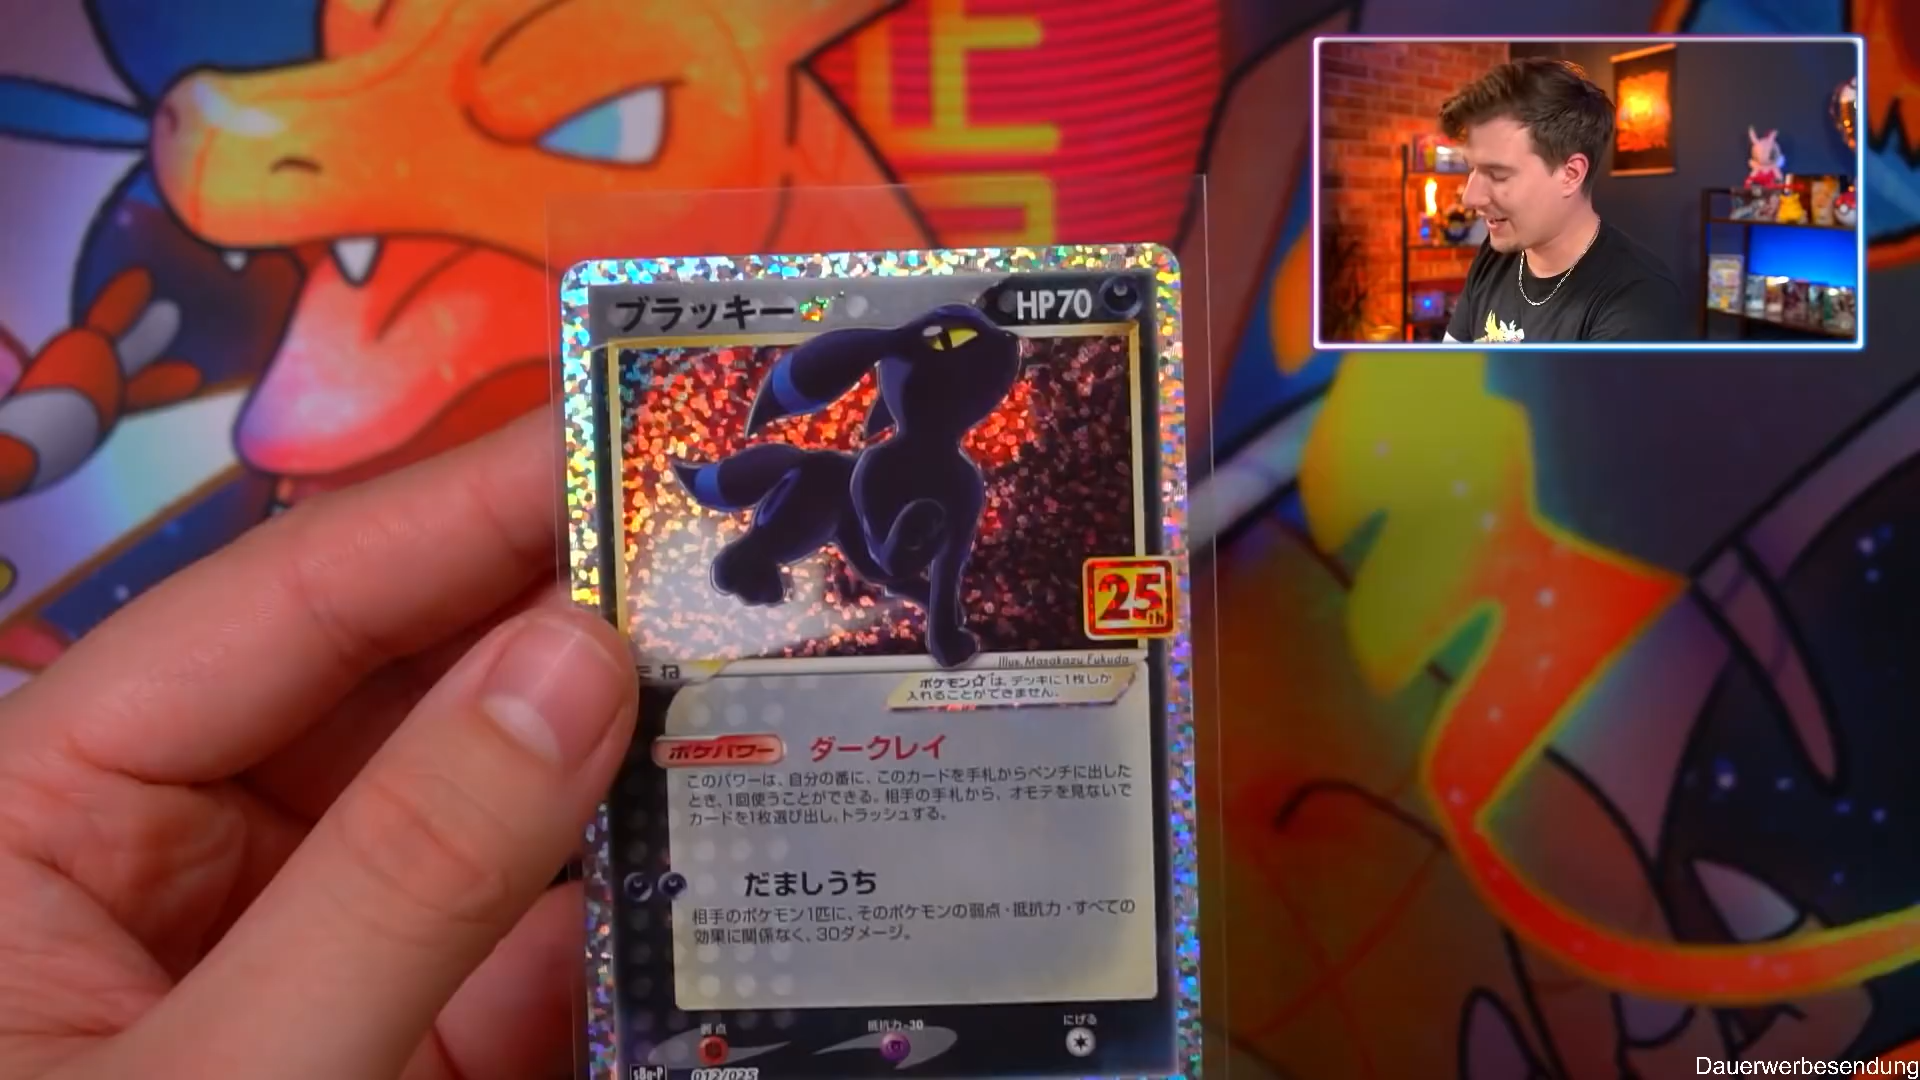 ブラッキー
HP70
25th
Illus. Masakazu Fukuda
ポケモン☆は、デッキに1枚しか
入れることができません。
ポケパワー ダークレイ
このパワーは、自分の番に、このカードを手札からベンチに出した
とき、1回使うことができる。相手の手札から、オモテを見ないで
カードを1枚選び出し、トラッシュする。
だましうち
相手のポケモン1匹に、そのポケモンの弱点・抵抗力・すべての
効果に関係なく、30ダメージ。
弱点
抵抗力-30
にげる
s8a-P 012/025
Dauerwerbesendung